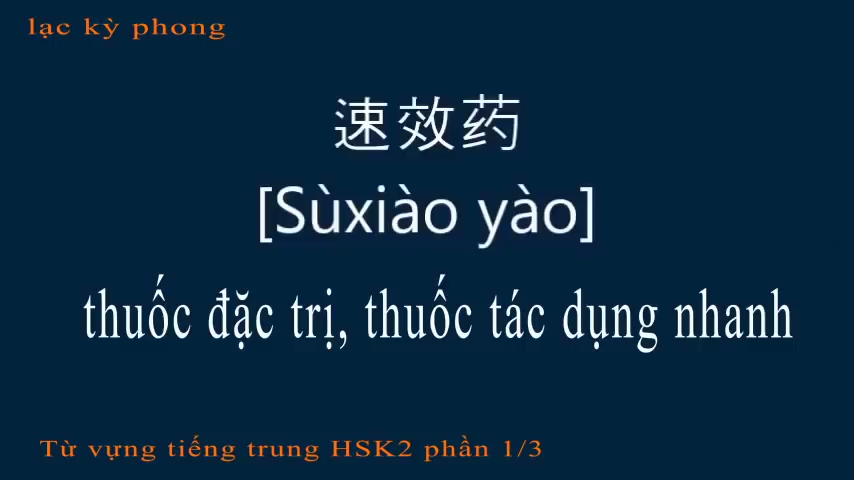 lạc kỳ phong
速效药
[Sùxiào yào]
thuốc đặc trị, thuốc tác dụng nhanh
Từ vựng tiếng trung HSK2 phần 1/3